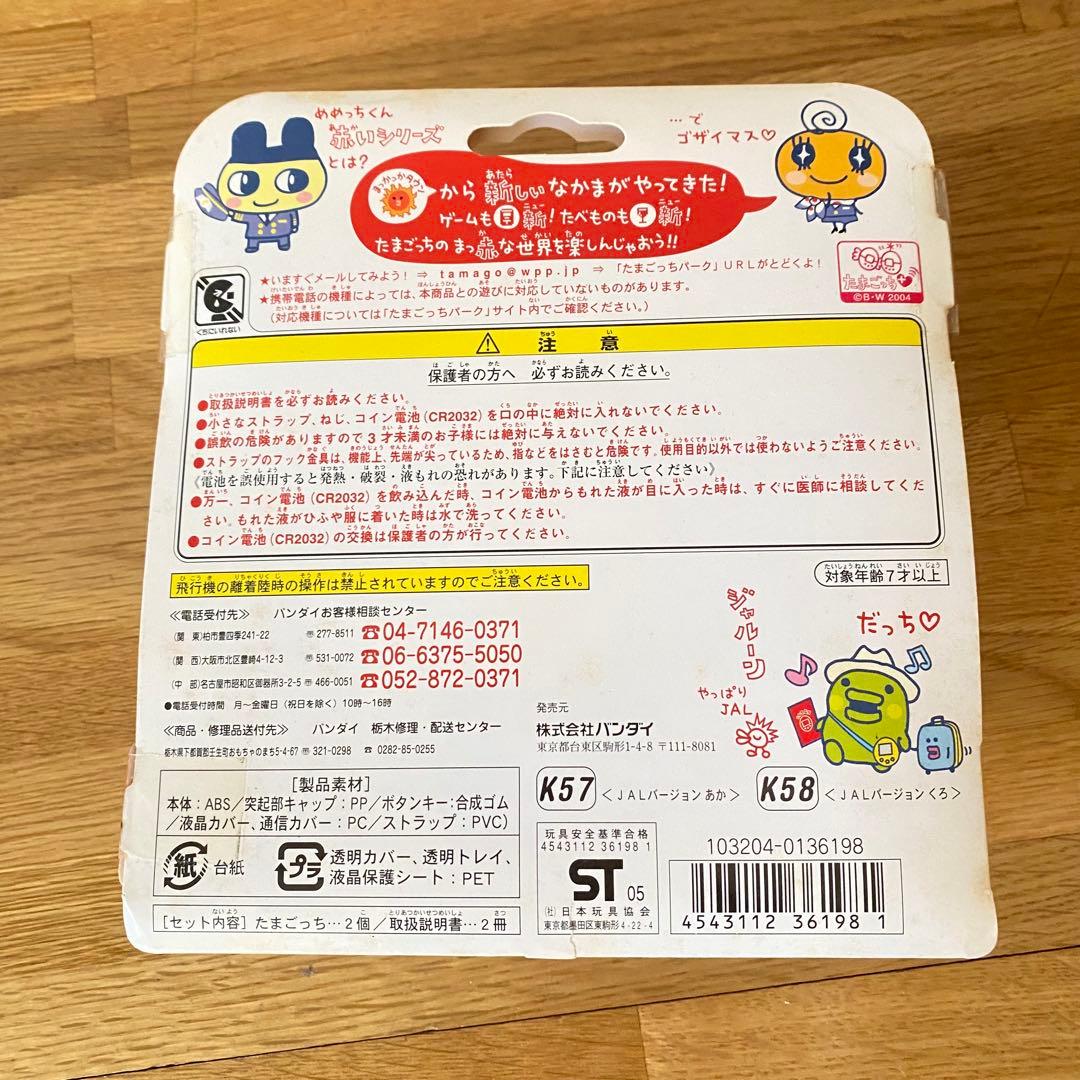 めめっちくん
赤いシリーズ
とは?
…で
ゴザイマス♡
まっかっかタウン から 新しい なかまがやってきた!
ゲームも 新! たべものも 新!
たまごっちの まっ赤な世界を楽しんじゃおう!!
★いますぐメールしてみよう! ⇒ tamago@wpp.jp ⇒ 「たまごっちパーク」URLがとどくよ!
★携帯電話の機種によっては、本商品との遊びに対応していないものがあります。
(対応機種については「たまごっちパーク」サイト内でご確認ください。)
たまごっち
©B・W 2004
くちにいれない
⚠ 注意
保護者の方へ 必ずお読みください。
●取扱説明書を必ずお読みください。
●小さなストラップ、ねじ、コイン電池(CR2032)を口の中に絶対に入れないでください。
●誤飲の危険がありますので3才未満のお子様には絶対に与えないでください。
●ストラップのフック金具は、機能上、先端が尖っているため、指などをはさむと危険です。使用目的以外では使わないようご注意ください。
《電池を誤使用すると発熱・破裂・液もれの恐れがあります。下記に注意してください》
●万一、コイン電池(CR2032)を飲み込んだ時、コイン電池からもれた液が目に入った時は、すぐに医師に相談してくだ
さい。もれた液がひふや服に着いた時は水で洗ってください。
●コイン電池(CR2032)の交換は保護者の方が行ってください。
飛行機の離着陸時の操作は禁止されていますのでご注意ください。
対象年齢7才以上
≪電話受付先≫ バンダイお客様相談センター
(関 東)柏市豊四季241-22 〒277-8511 ☎04-7146-0371
(関 西)大阪市北区豊崎4-12-3 〒531-0072 ☎06-6375-5050
(中 部)名古屋市昭和区御器所3-2-5 〒466-0051 ☎052-872-0371
●電話受付時間 月~金曜日(祝日を除く)10時~16時
≪商品・修理品送付先≫ バンダイ 栃木修理・配送センター
栃木県下都賀郡壬生町おもちゃのまち5-4-67 〒321-0298 ☎ 0282-85-0255
ジャルーン
やっぱり
JAL
だっち♡
発売元
株式会社バンダイ
東京都台東区駒形1-4-8 〒111-8081
K57 <JALバージョン あか> K58 <JALバージョン くろ>
[製品素材]
本体:ABS/突起部キャップ:PP/ボタンキー:合成ゴム
/液晶カバー、通信カバー:PC/ストラップ:PVC)
紙 台紙
プラ 透明カバー、透明トレイ、
液晶保護シート:PET
[セット内容] たまごっち…2個/取扱説明書…2冊
玩具安全基準合格
4543112 36198 1
ST 05
(社)日本玩具協会
東京都墨田区東駒形4-22-4
103204-0136198
4543112 36198 1